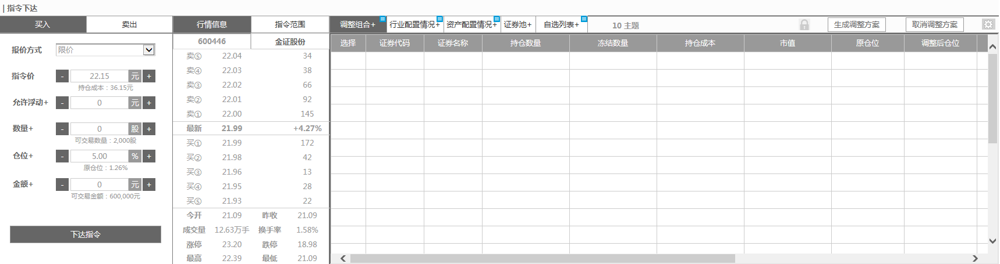 指令下达
买入 卖出 行情信息 指令范围 调整组合+ 行业配置情况+ 资产配置情况+ 证券池+ 自选列表+ 10 主题 生成调整方案 取消调整方案
报价方式 限价
指令价 - 22.15 元 +
持仓成本：36.15元
允许浮动+ - 0 元 +
数量+ - 0 股 +
可交易数量：2,000股
仓位+ - 5.00 % +
原仓位：1.26%
金额+ - 0 元 +
可交易金额：600,000元
下达指令
600446 金证股份
卖⑤ 22.04 34
卖④ 22.03 38
卖③ 22.02 66
卖② 22.01 92
卖① 22.00 145
最新 21.99 +4.27%
买① 21.99 172
买② 21.98 42
买③ 21.96 13
买④ 21.95 28
买⑤ 21.93 22
今开 21.09 昨收 21.09
成交量 12.63万手 换手率 1.58%
涨停 23.20 跌停 18.98
最高 22.39 最低 21.09
选择 证券代码 证券名称 持仓数量 冻结数量 持仓成本 市值 原仓位 调整后仓位